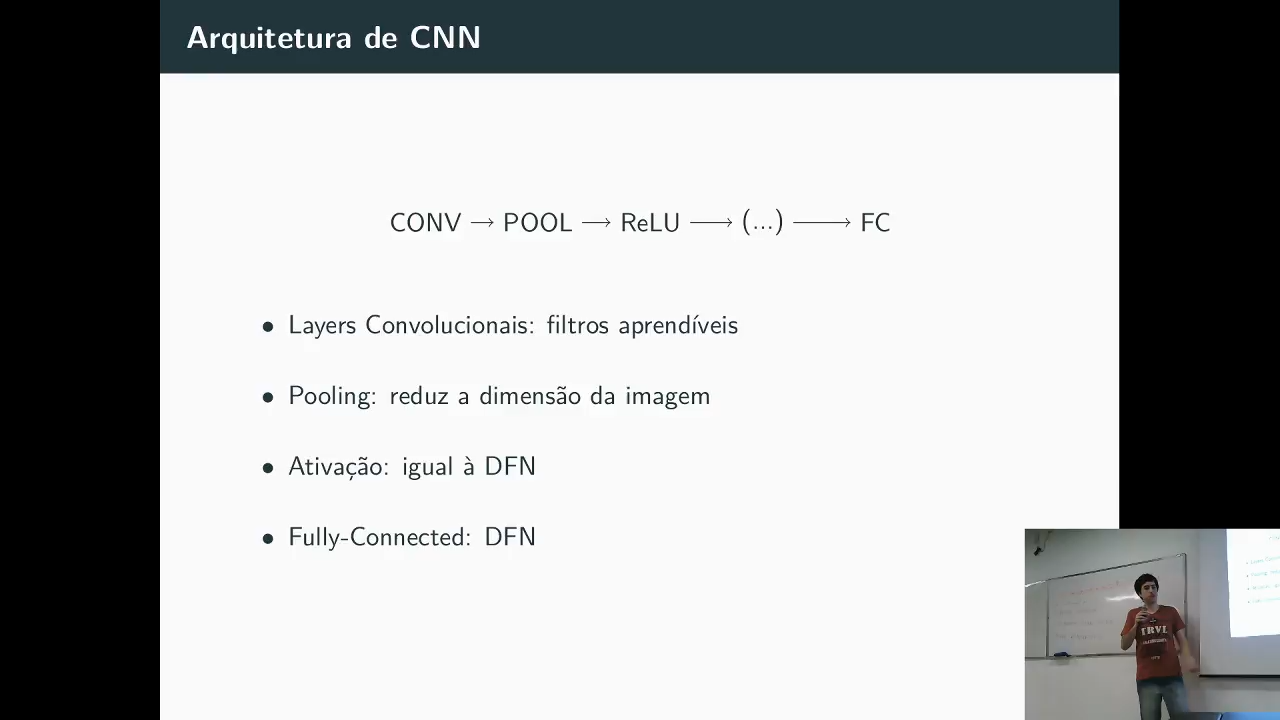 Arquitetura de CNN
CONV → POOL → ReLU → (...) → FC
• Layers Convolucionais: filtros aprendíveis
• Pooling: reduz a dimensão da imagem
• Ativação: igual à DFN
• Fully-Connected: DFN
TRVL